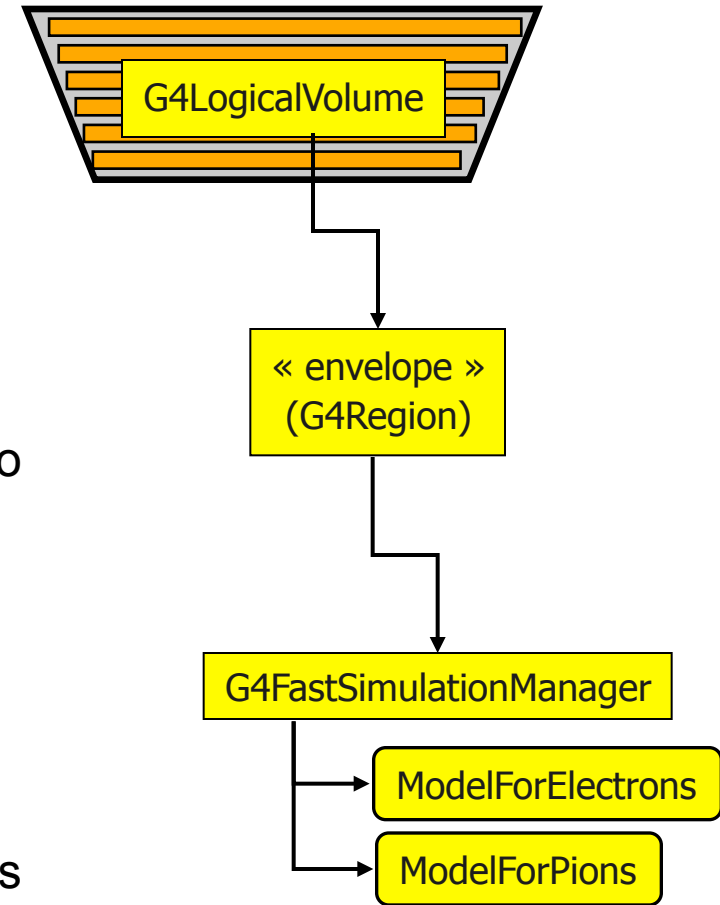 G4LogicalVolume
« envelope »
(G4Region)
o
G4FastSimulationManager
ModelForElectrons
ModelForPions
s